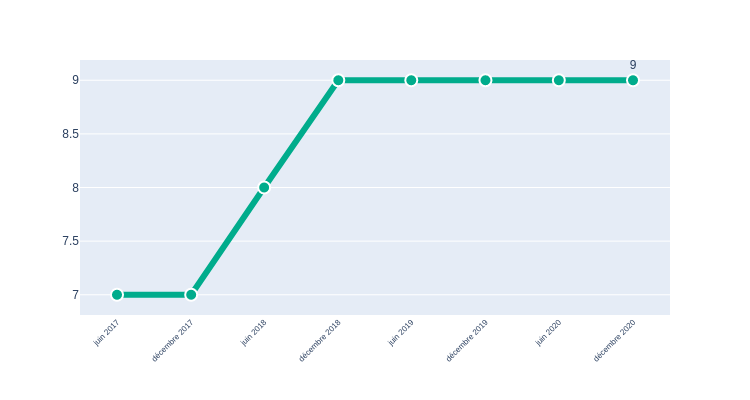 9
9
8.5
8
7.5
7
juin 2017
décembre 2017
juin 2018
décembre 2018
juin 2019
décembre 2019
juin 2020
décembre 2020